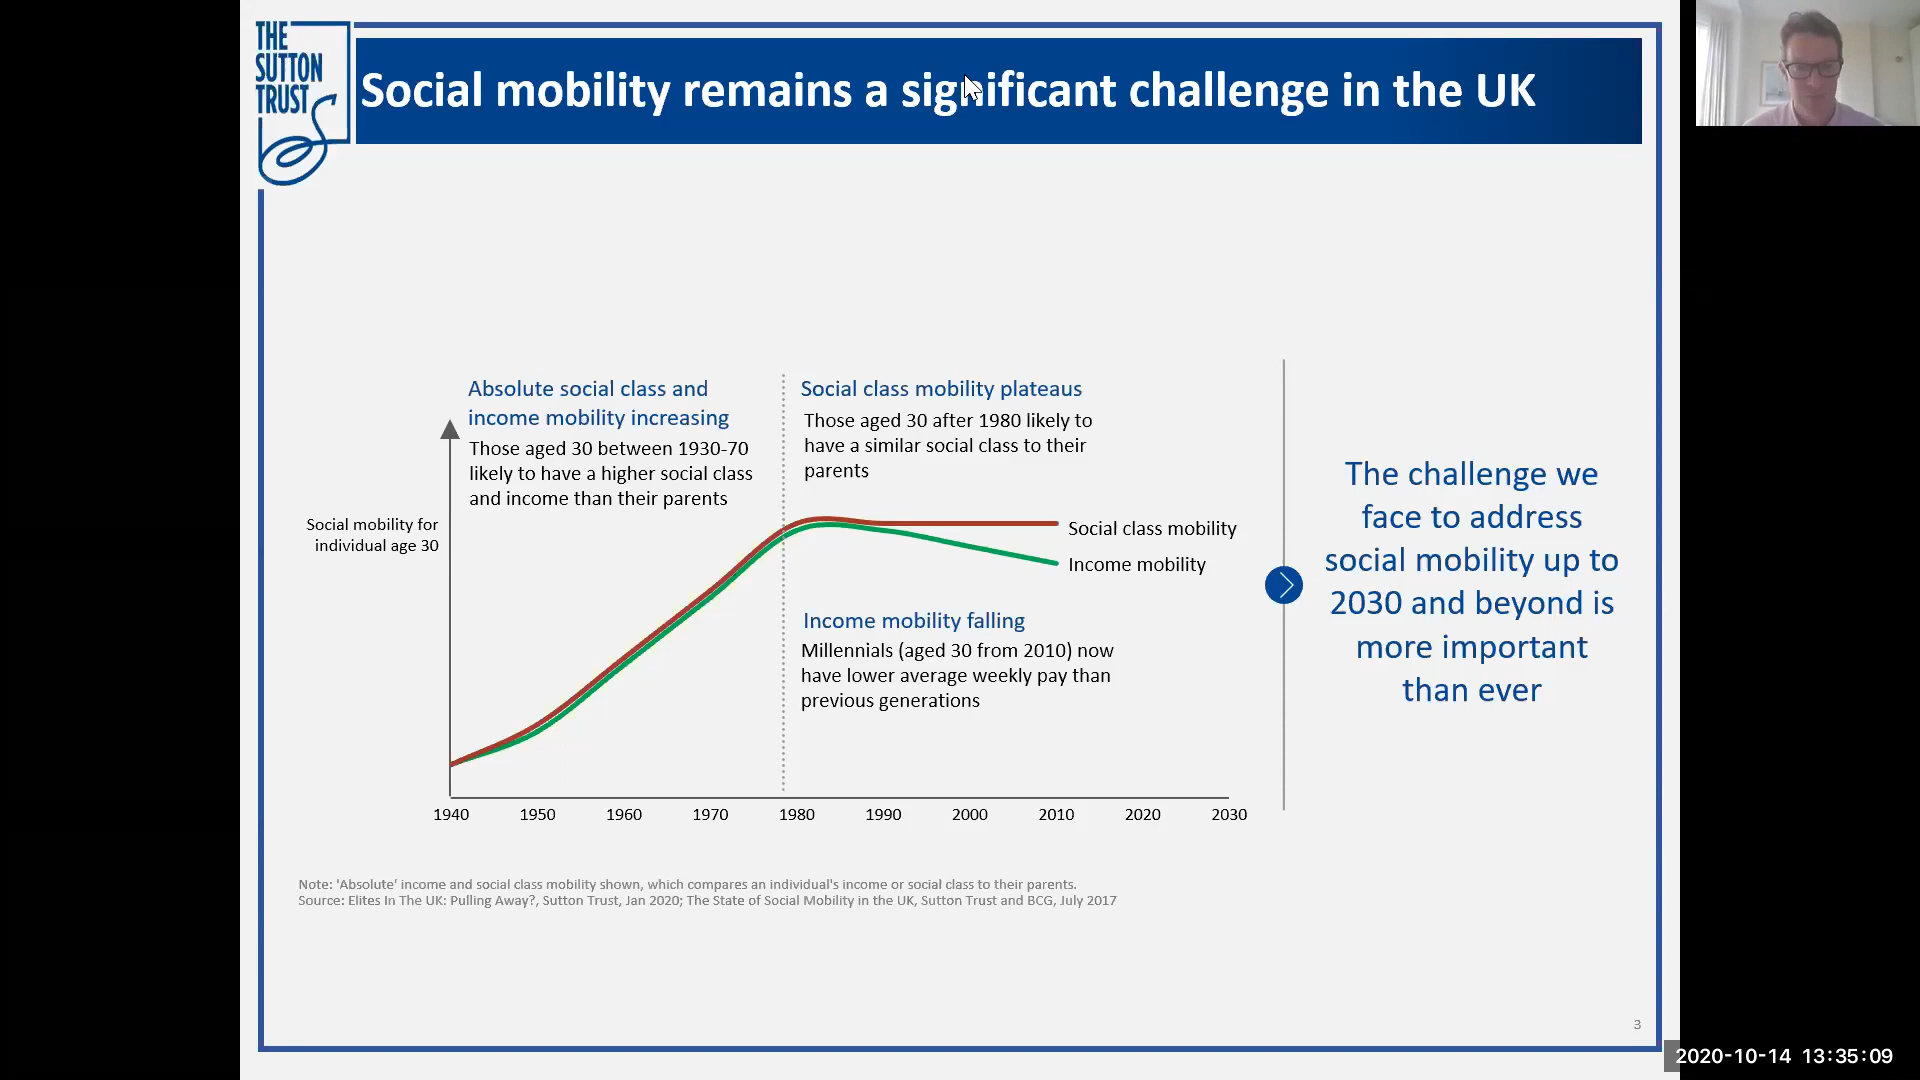 THE
SUTTON
TRUST
Social mobility remains a significant challenge in the UK
Absolute social class and
income mobility increasing
Those aged 30 between 1930-70
likely to have a higher social class
and income than their parents
Social class mobility plateaus
Those aged 30 after 1980 likely to
have a similar social class to their
parents
Social mobility for
individual age 30
Social class mobility
Income mobility
Income mobility falling
Millennials (aged 30 from 2010) now
have lower average weekly pay than
previous generations
1940 1950 1960 1970 1980 1990 2000 2010 2020 2030
The challenge we
face to address
social mobility up to
2030 and beyond is
more important
than ever
Note: 'Absolute' income and social class mobility shown, which compares an individual's income or social class to their parents.
Source: Elites In The UK: Pulling Away?, Sutton Trust, Jan 2020; The State of Social Mobility in the UK, Sutton Trust and BCG, July 2017
3
2020-10-14 13:35:09